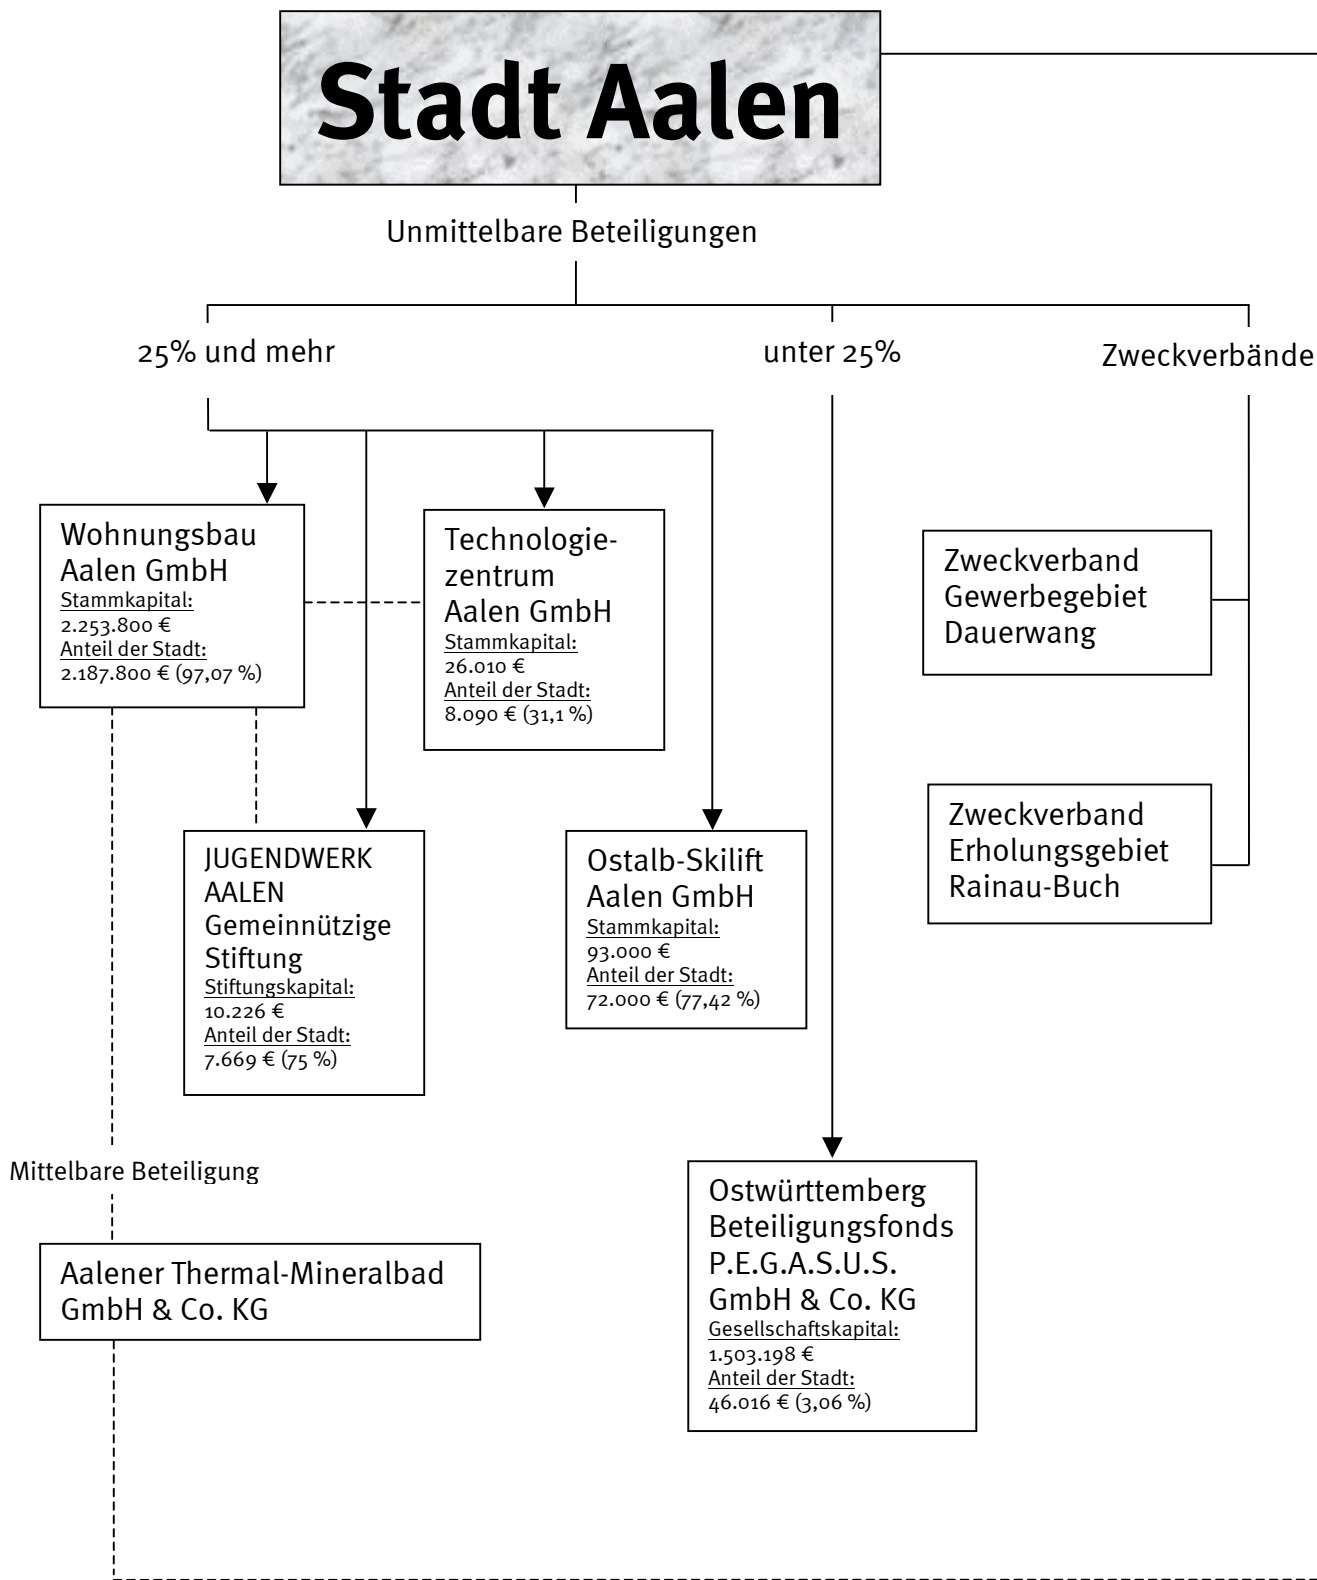 Stadt Aalen
Unmittelbare Beteiligungen
25% und mehr
unter 25%
Zweckverbände
Wohnungsbau
Aalen GmbH
Stammkapital:
2.253.800 €
Anteil der Stadt:
2.187.800 € (97,07 %)
Technologie-
zentrum
Aalen GmbH
Stammkapital:
26.010 €
Anteil der Stadt:
8.090 € (31,1 %)
Zweckverband
Gewerbegebiet
Dauerwang
JUGENDWERK
AALEN
Gemeinnützige
Stiftung
Stiftungskapital:
10.226 €
Anteil der Stadt:
7.669 € (75 %)
Ostalb-Skilift
Aalen GmbH
Stammkapital:
93.000 €
Anteil der Stadt:
72.000 € (77,42 %)
Zweckverband
Erholungsgebiet
Rainau-Buch
Mittelbare Beteiligung
Aalener Thermal-Mineralbad
GmbH & Co. KG
Ostwürttemberg
Beteiligungsfonds
P.E.G.A.S.U.S.
GmbH & Co. KG
Gesellschaftskapital:
1.503.198 €
Anteil der Stadt:
46.016 € (3,06 %)